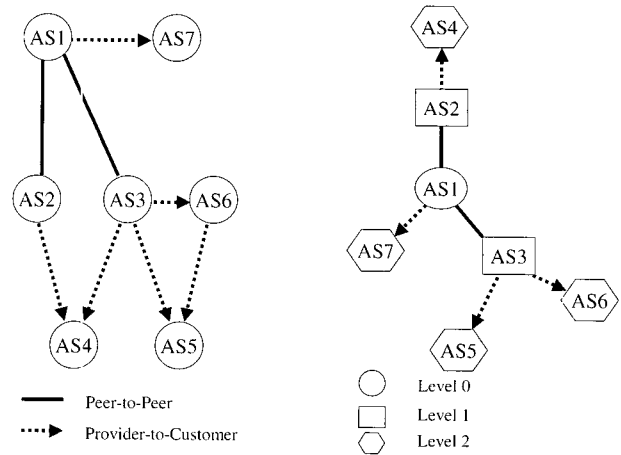 AS1
AS7
AS2
AS3
AS6
AS4
AS5
Peer-to-Peer
Provider-to-Customer
AS4
AS2
AS1
AS7
AS3
AS6
AS5
Level 0
Level 1
Level 2